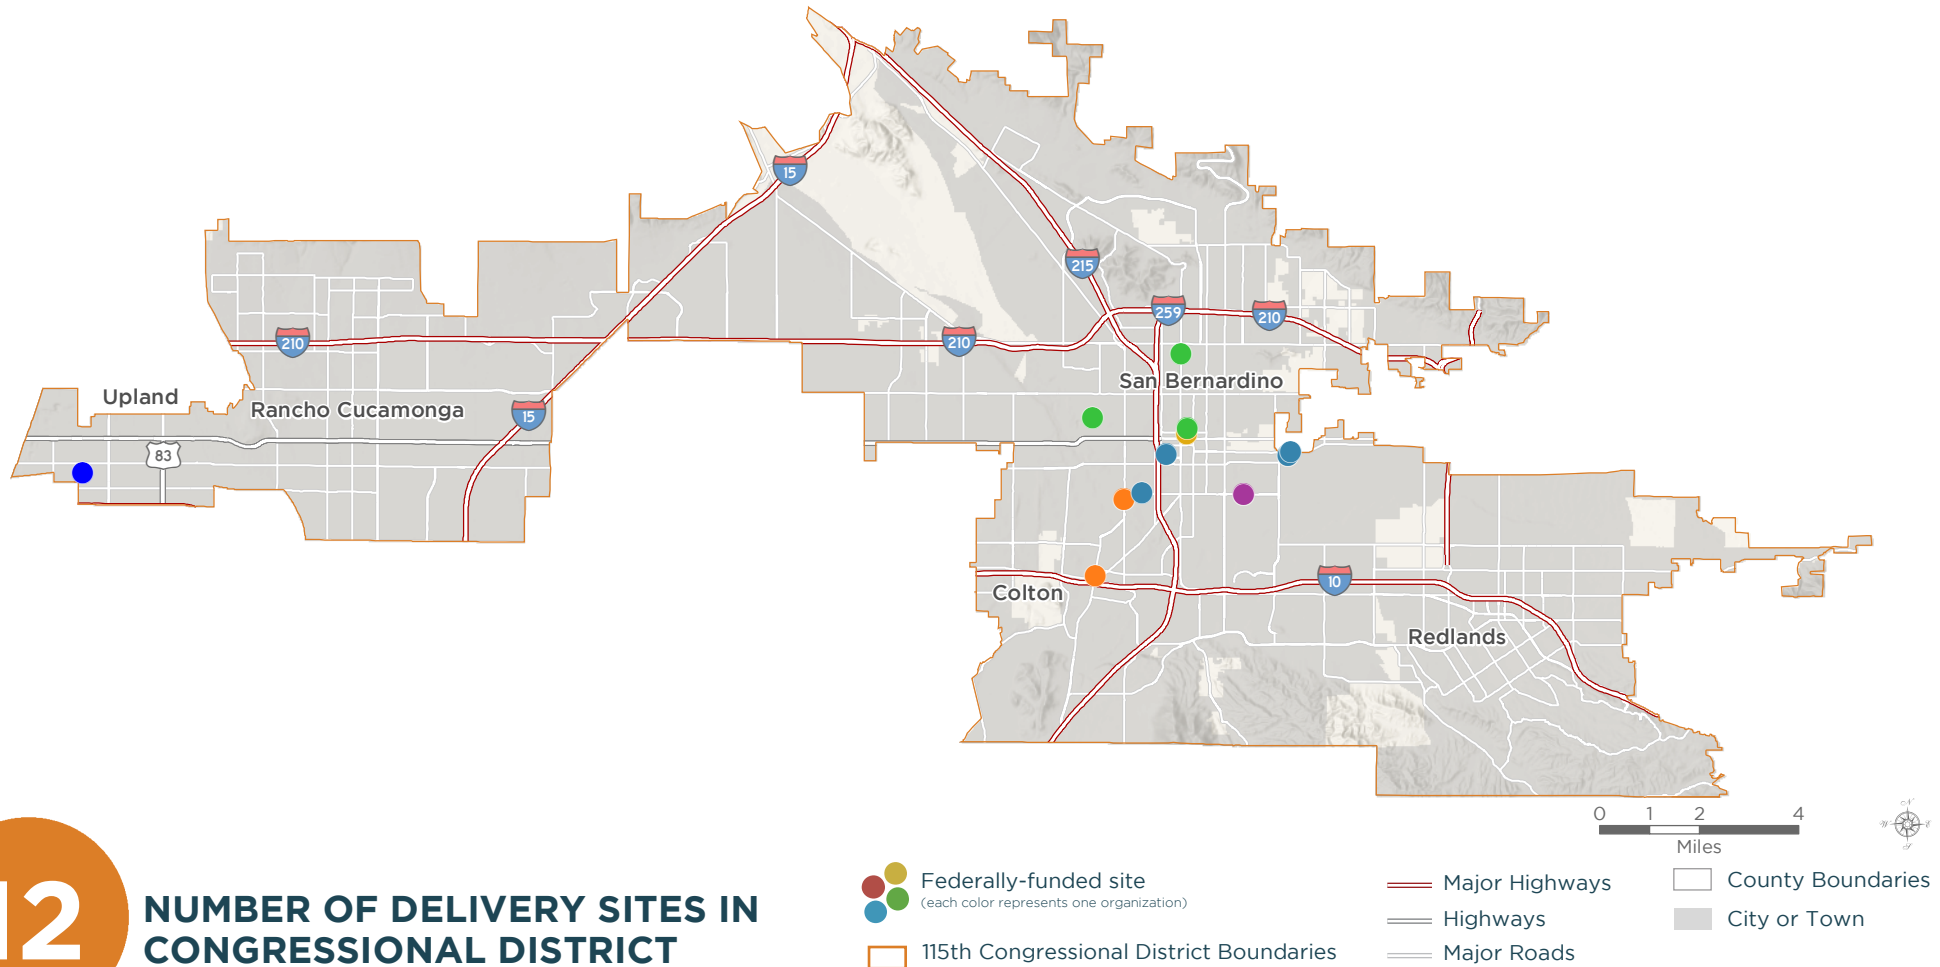 15
215
259
210
210
210
San Bernardino
Upland
Rancho Cucamonga
15
83
10
Colton
Redlands
0 1 2 4
Miles
N
W E
S
12
NUMBER OF DELIVERY SITES IN
CONGRESSIONAL DISTRICT
Federally-funded site
(each color represents one organization)
115th Congressional District Boundaries
Major Highways
Highways
Major Roads
County Boundaries
City or Town